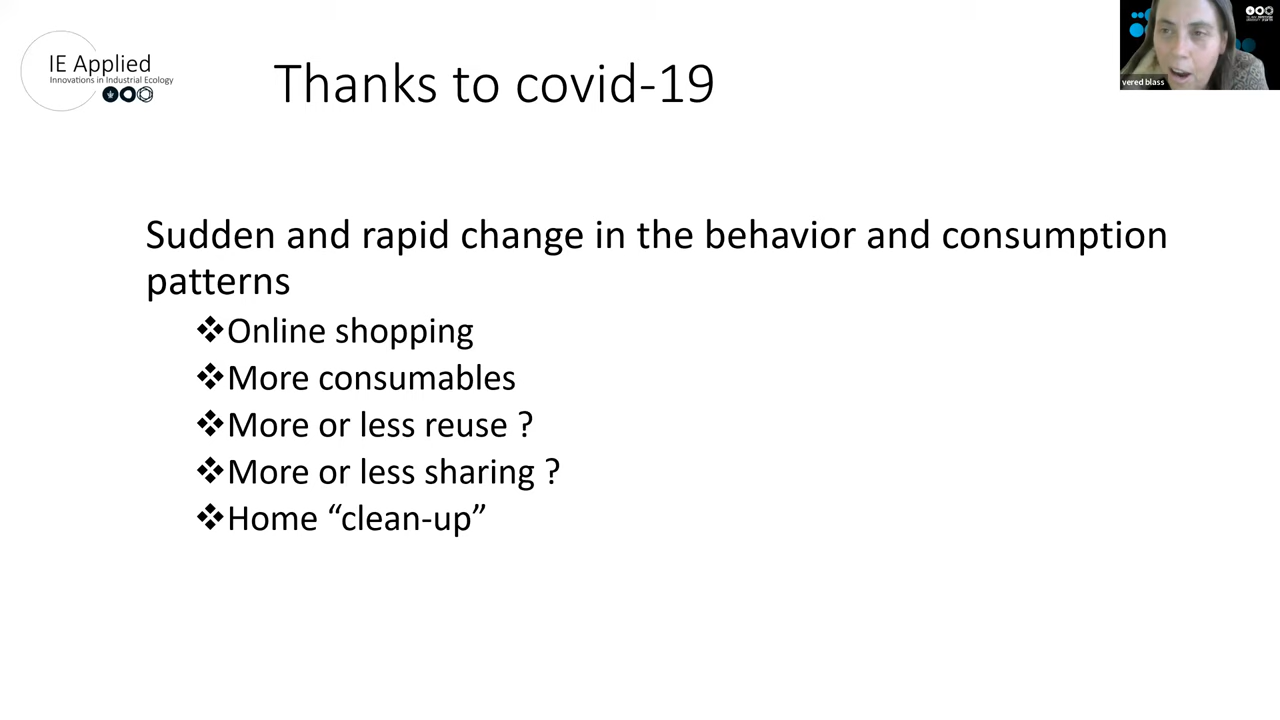 IE Applied
Innovations in Industrial Ecology
Thanks to covid-19
vered blass
Sudden and rapid change in the behavior and consumption
patterns
❖Online shopping
❖More consumables
❖More or less reuse ?
❖More or less sharing ?
❖Home “clean-up”